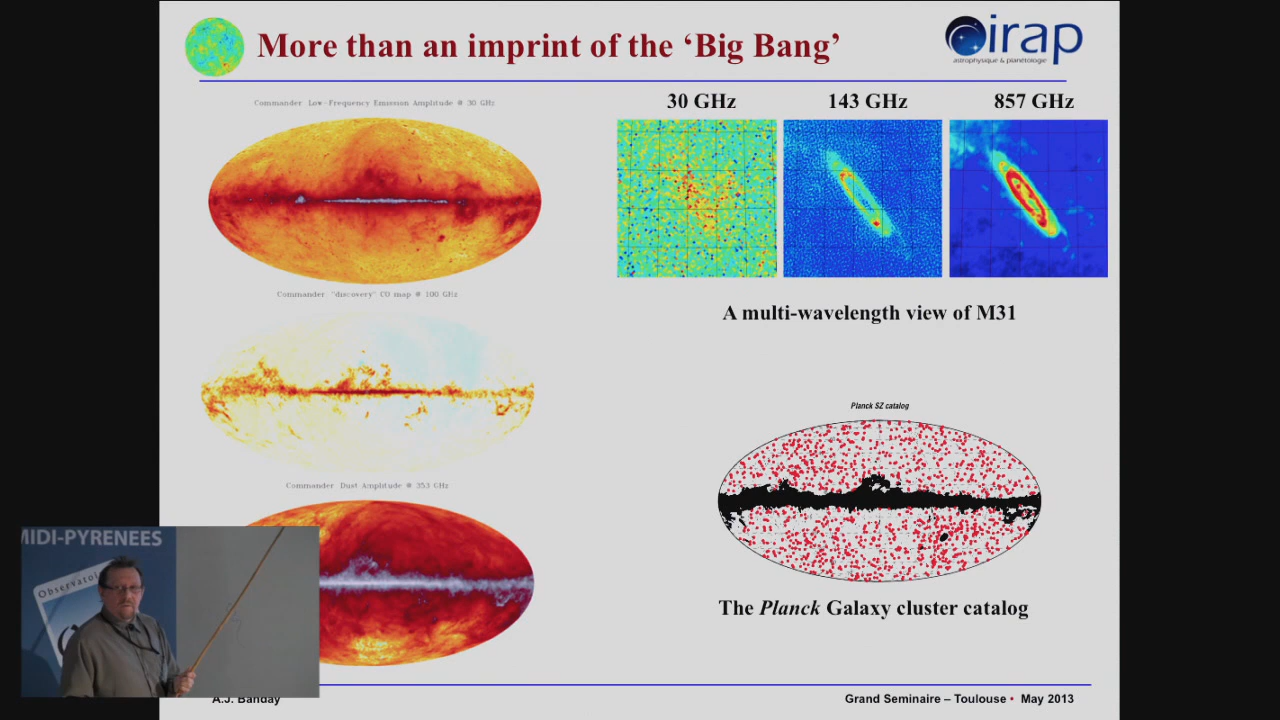 More than an imprint of the ‘Big Bang’
irap
astrophysique & planétologie
Commander Low-Frequency Emission Amplitude @ 30 GHz
30 GHz
143 GHz
857 GHz
Commander "discovery" CO map @ 100 GHz
A multi-wavelength view of M31
Planck SZ catalog
Commander Dust Amplitude @ 353 GHz
The Planck Galaxy cluster catalog
MIDI-PYRENEES
Observato
A.J. Banday
Grand Seminaire – Toulouse • May 2013